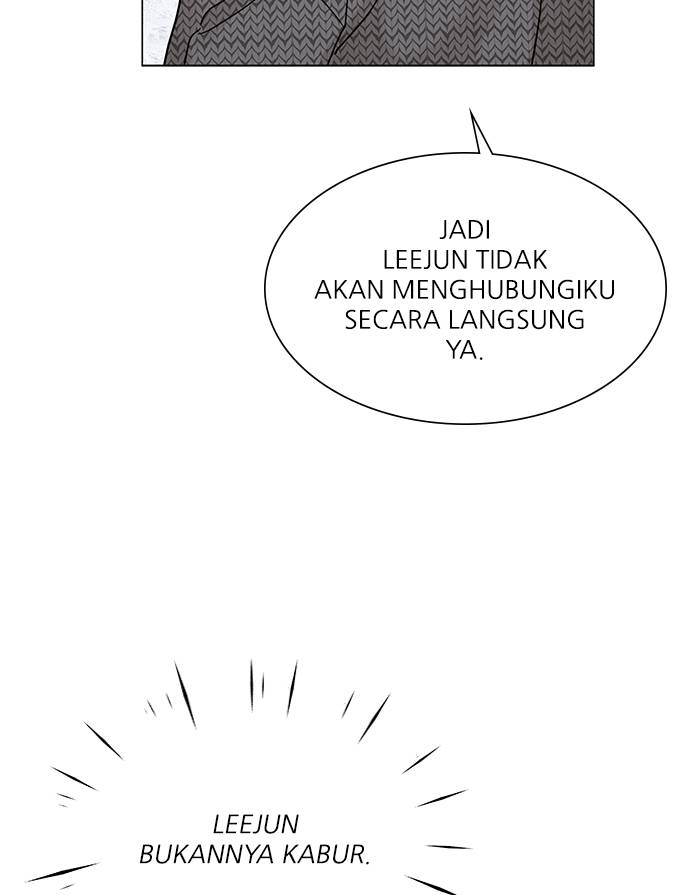 JADI
LEEJUN TIDAK
AKAN MENGHUBUNGIKU
SECARA LANGSUNG
YA.
LEEJUN
BUKANNYA KABUR.